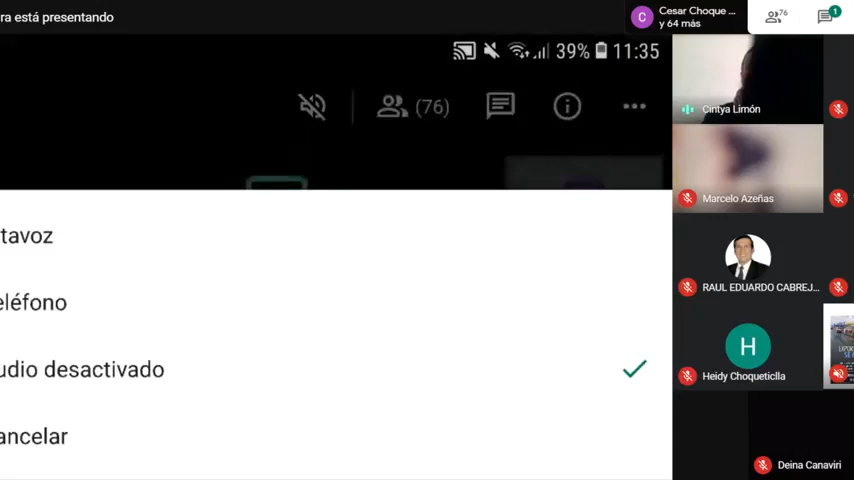 ra está presentando
Cesar Choque ...
y 64 más
76
1
C
39%
11:35
(76)
tavoz
eléfono
udio desactivado
ancelar
Cintya Limón
Marcelo Azeñas
RAUL EDUARDO CABREJ...
H
Heidy Choqueticlla
Deina Canaviri